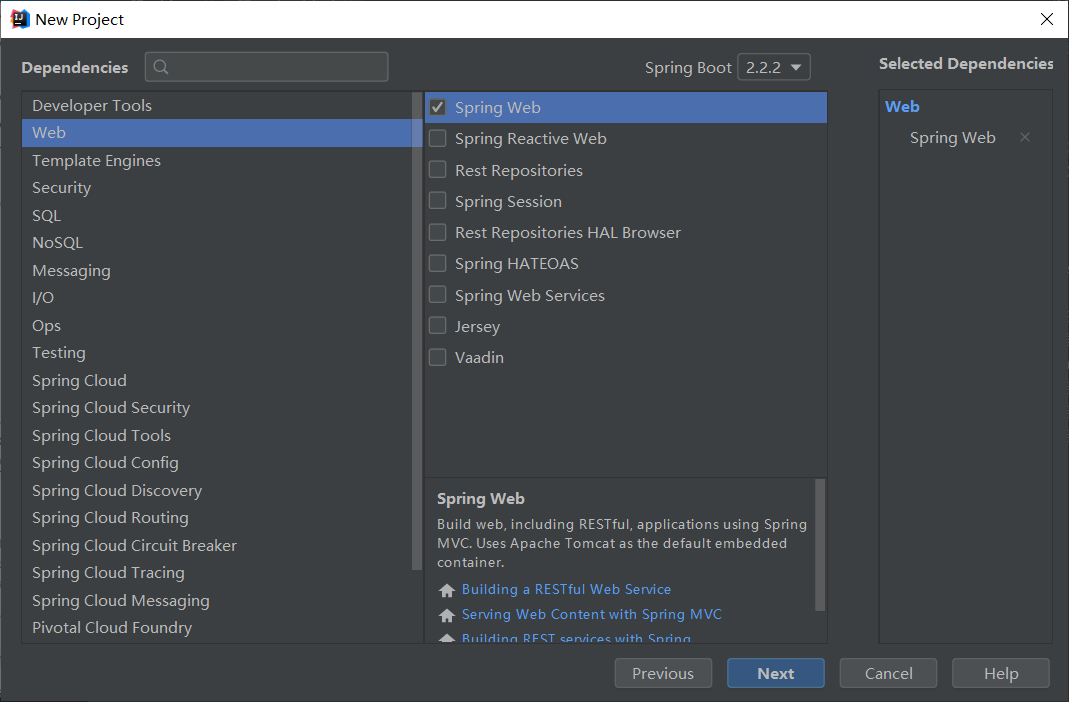 New Project
Dependencies
Spring Boot 2.2.2
Selected Dependencies
Developer Tools
Web
Template Engines
Security
SQL
NoSQL
Messaging
I/O
Ops
Testing
Spring Cloud
Spring Cloud Security
Spring Cloud Tools
Spring Cloud Config
Spring Cloud Discovery
Spring Cloud Routing
Spring Cloud Circuit Breaker
Spring Cloud Tracing
Spring Cloud Messaging
Pivotal Cloud Foundry
Spring Web
Spring Reactive Web
Rest Repositories
Spring Session
Rest Repositories HAL Browser
Spring HATEOAS
Spring Web Services
Jersey
Vaadin
Spring Web
Build web, including RESTful, applications using Spring
MVC. Uses Apache Tomcat as the default embedded
container.
Building a RESTful Web Service
Serving Web Content with Spring MVC
Building REST services with Spring
Web
Spring Web
Previous
Next
Cancel
Help